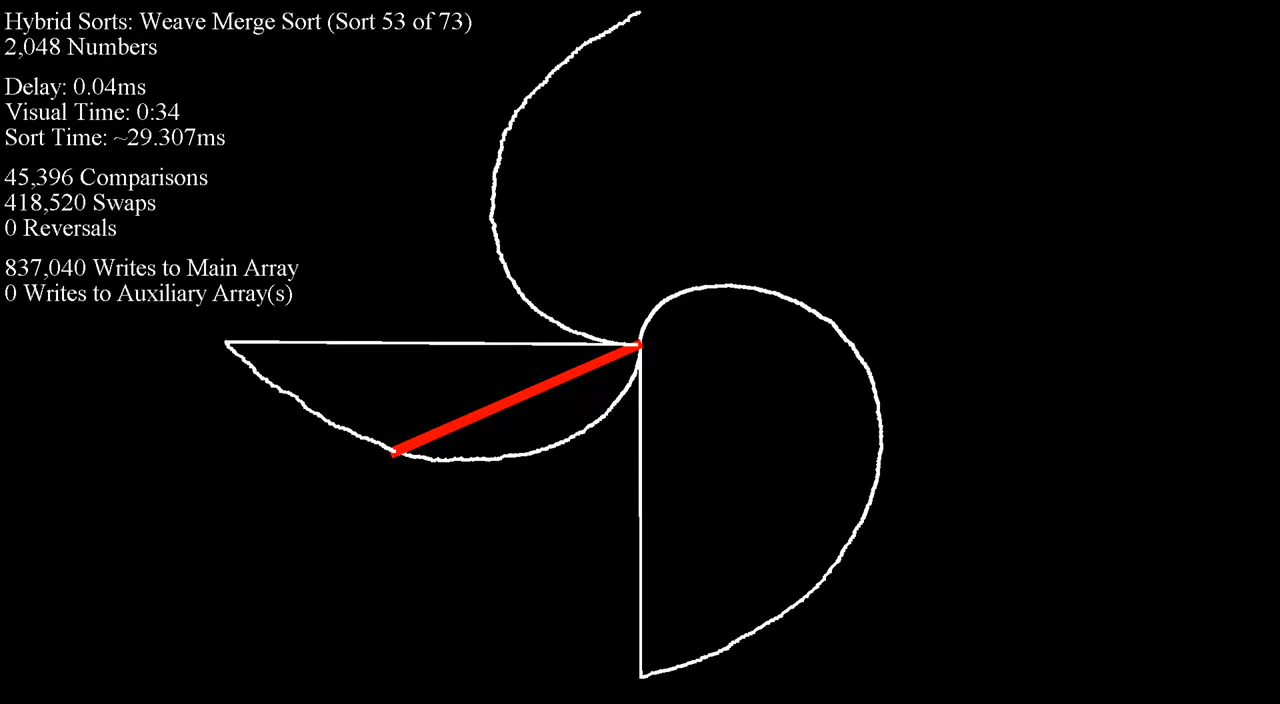 Hybrid Sorts: Weave Merge Sort (Sort 53 of 73)
2,048 Numbers
Delay: 0.04ms
Visual Time: 0:34
Sort Time: ~29.307ms
45,396 Comparisons
418,520 Swaps
0 Reversals
837,040 Writes to Main Array
0 Writes to Auxiliary Array(s)